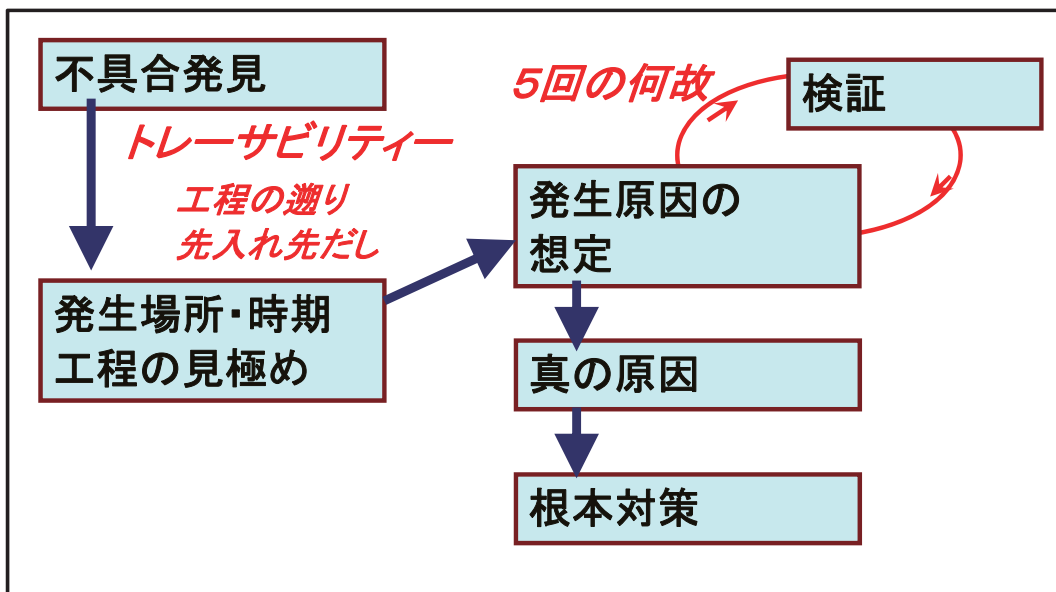 不具合発見
トレーサビリティー
工程の遡り
先入れ先だし
発生場所・時期
工程の見極め
5回の何故
検証
発生原因の
想定
真の原因
根本対策